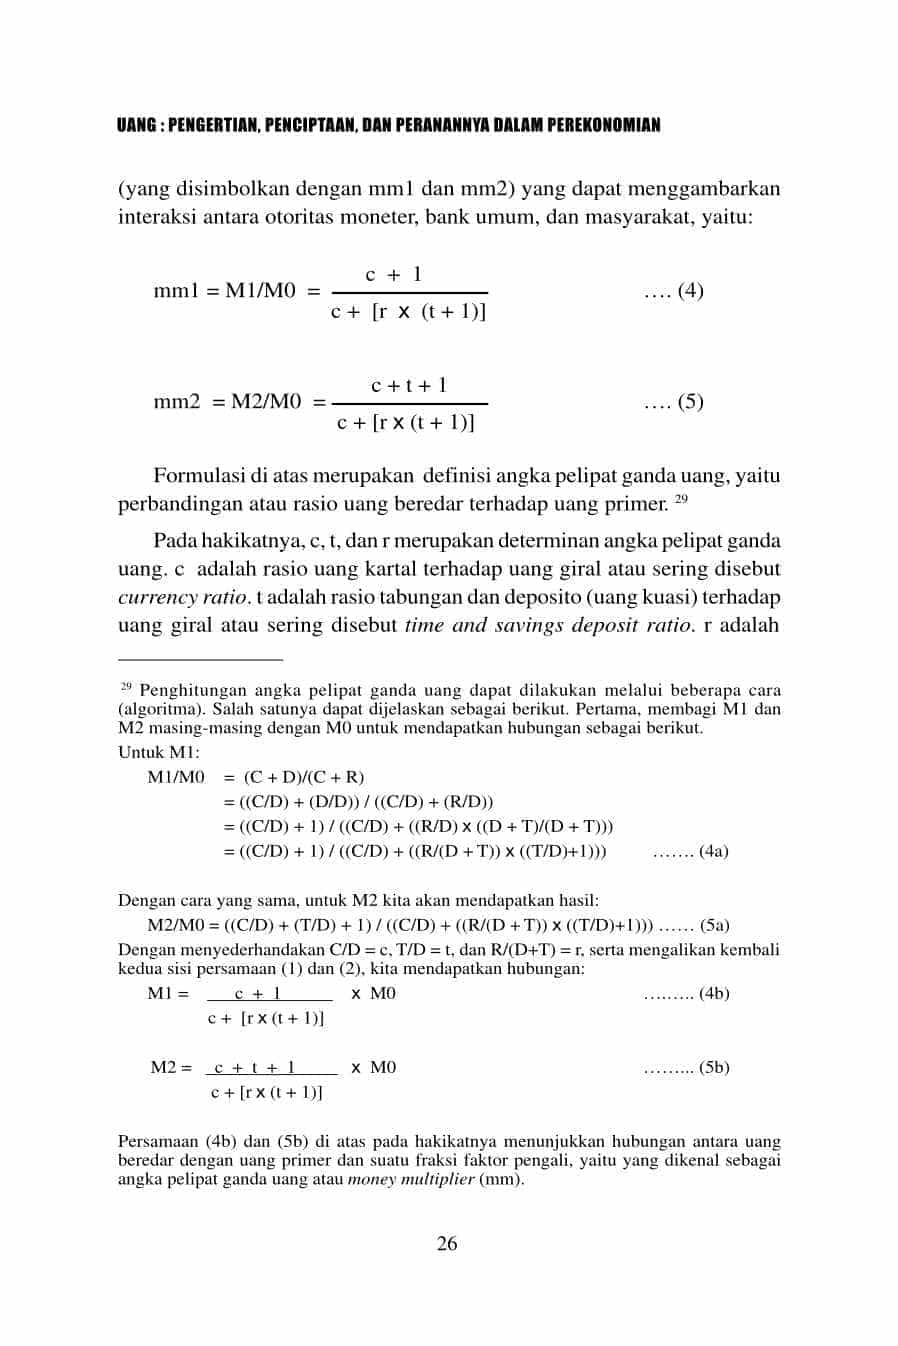 UANG : PENGERTIAN, PENCIPTAAN, DAN PERANANNYA DALAM PEREKONOMIAN
(yang disimbolkan dengan mm1 dan mm2) yang dapat menggambarkan
interaksi antara otoritas moneter, bank umum, dan masyarakat, yaitu:
c + 1
mm1 = M1/M0 = …. (4)
c + [r x (t + 1)]
c + t + 1
mm2 = M2/M0 = …. (5)
c + [r x (t + 1)]
Formulasi di atas merupakan definisi angka pelipat ganda uang, yaitu
perbandingan atau rasio uang beredar terhadap uang primer. 29
Pada hakikatnya, c, t, dan r merupakan determinan angka pelipat ganda
uang. c adalah rasio uang kartal terhadap uang giral atau sering disebut
currency ratio. t adalah rasio tabungan dan deposito (uang kuasi) terhadap
uang giral atau sering disebut time and savings deposit ratio. r adalah
29 Penghitungan angka pelipat ganda uang dapat dilakukan melalui beberapa cara
(algoritma). Salah satunya dapat dijelaskan sebagai berikut. Pertama, membagi M1 dan
M2 masing-masing dengan M0 untuk mendapatkan hubungan sebagai berikut.
Untuk M1:
M1/M0 = (C + D)/(C + R)
= ((C/D) + (D/D)) / ((C/D) + (R/D))
= ((C/D) + 1) / ((C/D) + ((R/D) x ((D + T)/(D + T)))
= ((C/D) + 1) / ((C/D) + ((R/(D + T)) x ((T/D)+1))) ……. (4a)
Dengan cara yang sama, untuk M2 kita akan mendapatkan hasil:
M2/M0 = ((C/D) + (T/D) + 1) / ((C/D) + ((R/(D + T)) x ((T/D)+1))) …… (5a)
Dengan menyederhandakan C/D = c, T/D = t, dan R/(D+T) = r, serta mengalikan kembali
kedua sisi persamaan (1) dan (2), kita mendapatkan hubungan:
M1 = c + 1 x M0 ……... (4b)
c + [r x (t + 1)]
M2 = c + t + 1 x M0 ……... (5b)
c + [r x (t + 1)]
Persamaan (4b) dan (5b) di atas pada hakikatnya menunjukkan hubungan antara uang
beredar dengan uang primer dan suatu fraksi faktor pengali, yaitu yang dikenal sebagai
angka pelipat ganda uang atau money multiplier (mm).
26